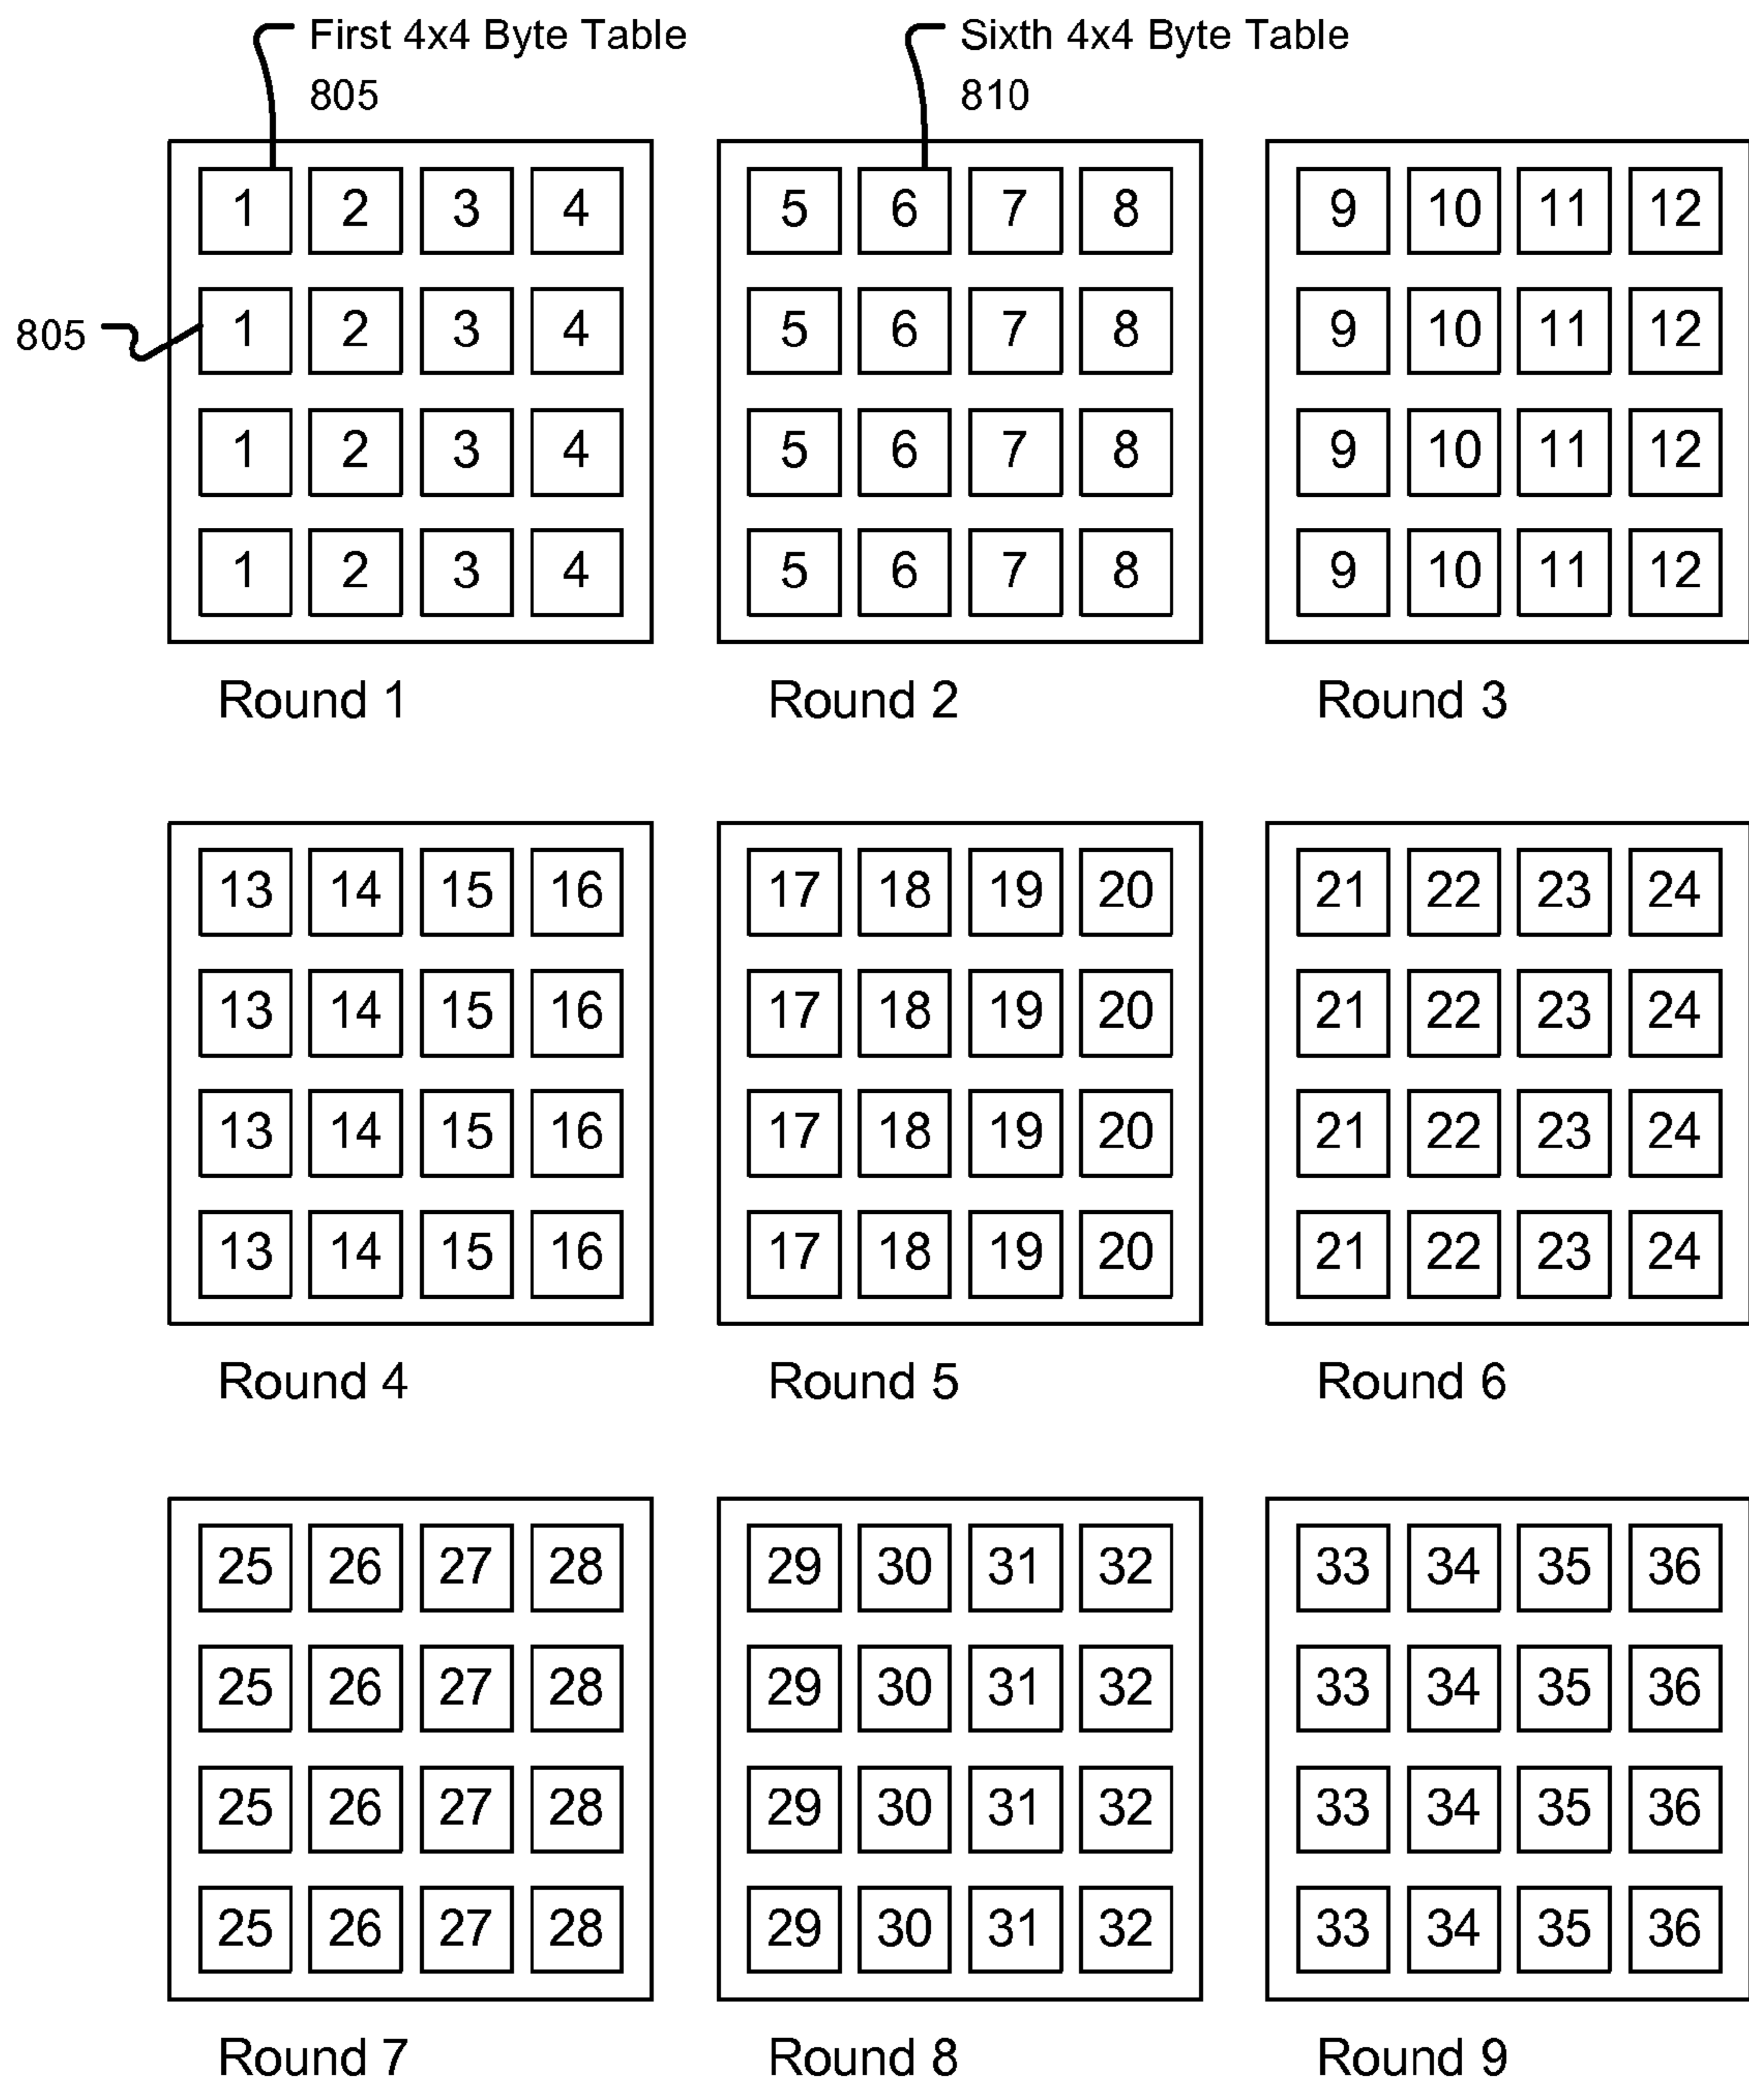 First 4x4 Byte Table
805
Sixth 4x4 Byte Table
810
1 2 3 4
805
1 2 3 4
1 2 3 4
1 2 3 4
Round 1
5 6 7 8
5 6 7 8
5 6 7 8
5 6 7 8
Round 2
9 10 11 12
9 10 11 12
9 10 11 12
9 10 11 12
Round 3
13 14 15 16
13 14 15 16
13 14 15 16
13 14 15 16
Round 4
17 18 19 20
17 18 19 20
17 18 19 20
17 18 19 20
Round 5
21 22 23 24
21 22 23 24
21 22 23 24
21 22 23 24
Round 6
25 26 27 28
25 26 27 28
25 26 27 28
25 26 27 28
Round 7
29 30 31 32
29 30 31 32
29 30 31 32
29 30 31 32
Round 8
33 34 35 36
33 34 35 36
33 34 35 36
33 34 35 36
Round 9